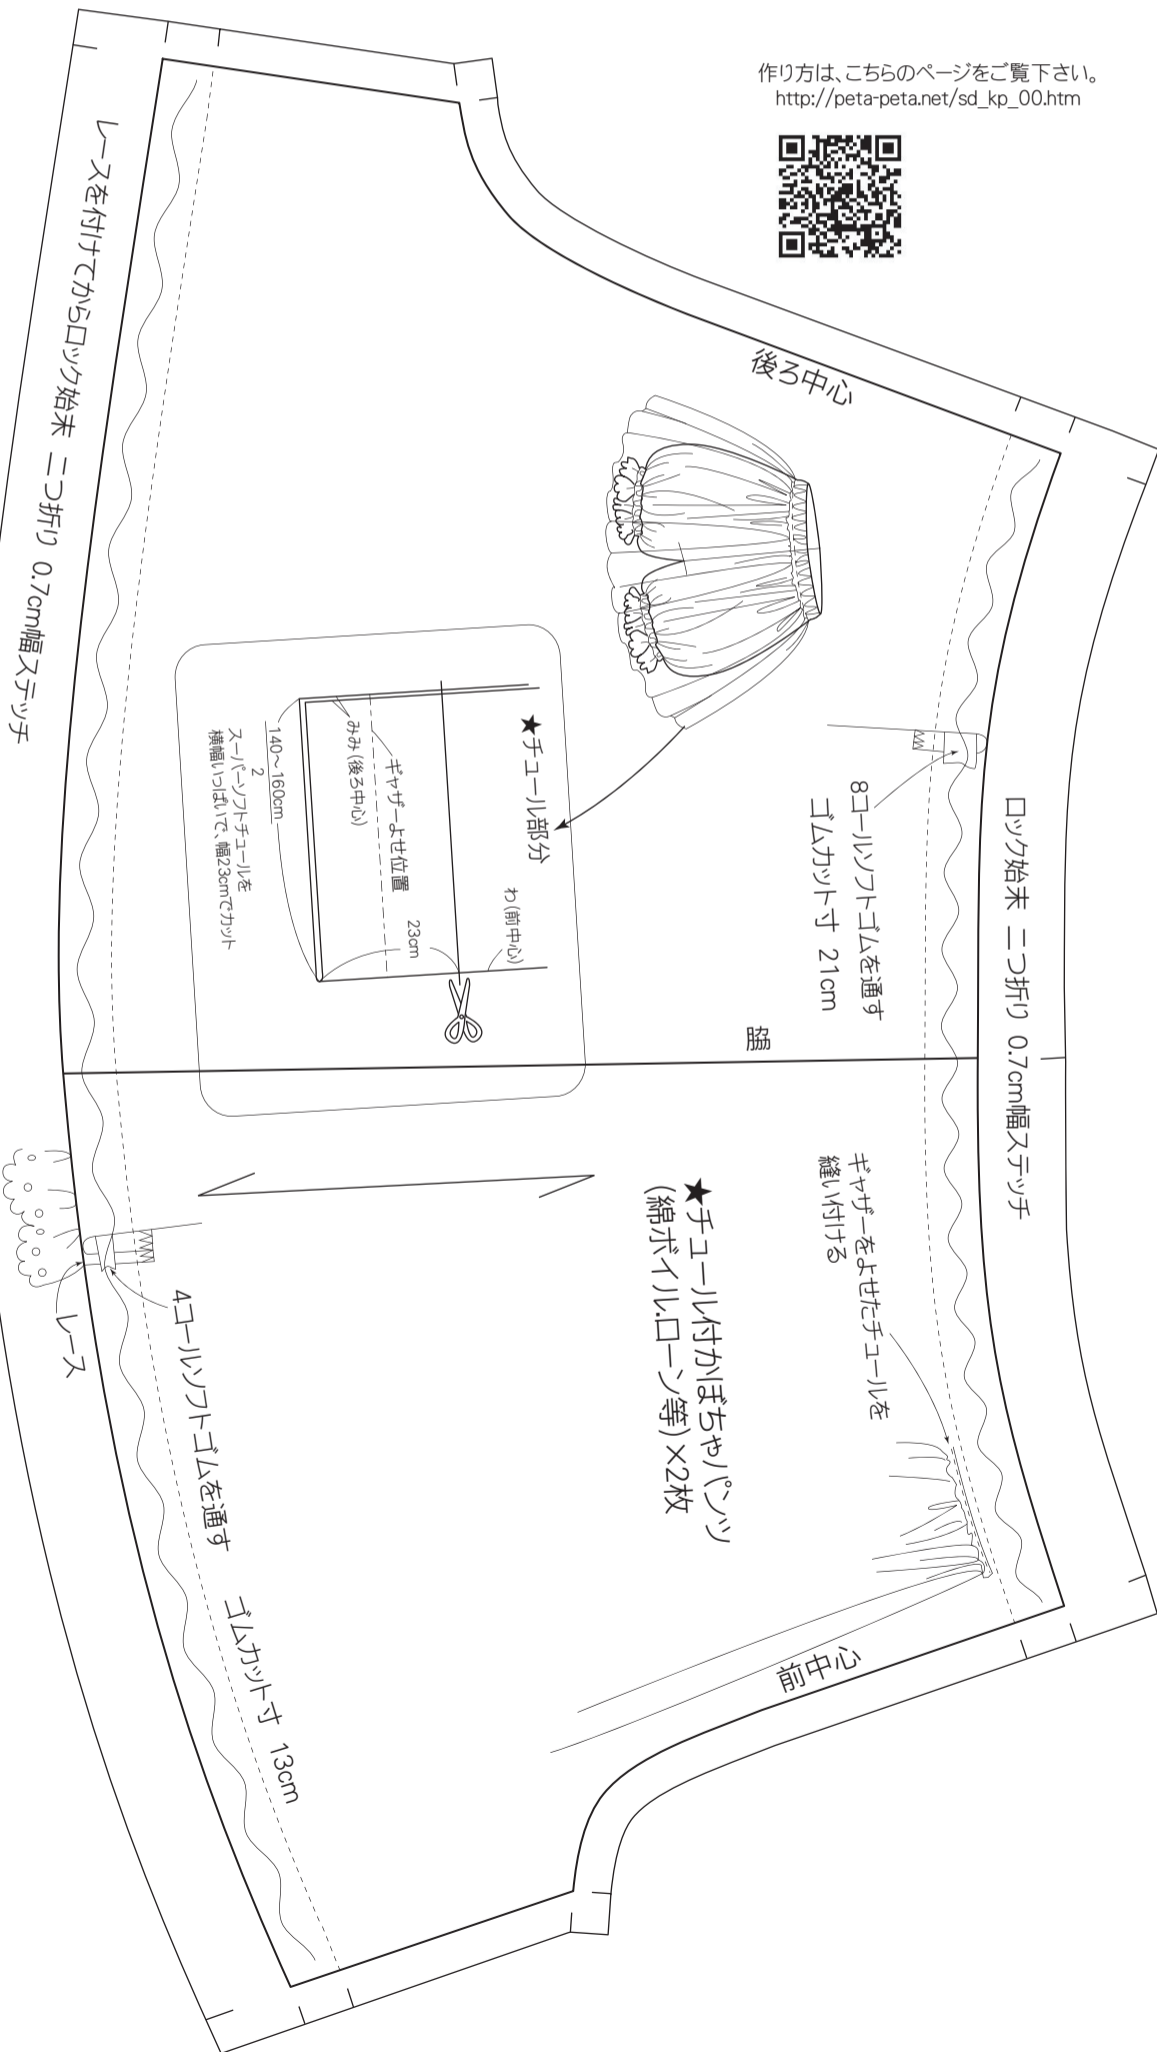 作り方は、こちらのページをご覧下さい。
http://peta-peta.net/sd_kp_00.htm
後ろ中心
レースを付けてからロック始末 二つ折り 0.7cm幅ステッチ
ロック始末 二つ折り 0.7cm幅ステッチ
8コールソフトゴムを通す
ゴムカット寸 21cm
★チュール部分
わ(前中心)
23cm
ギャザーよせ位置
みみ(後ろ中心)
140～160cm
2
スーパーソフトチュールを
横幅いっぱいで、幅23cmでカット
脇
ギャザーをよせたチュールを
縫い付ける
★チュール付かぼちゃパンツ
(綿ボイル.ローン等)×2枚
4コールソフトゴムを通す ゴムカット寸 13cm
レース
前中心